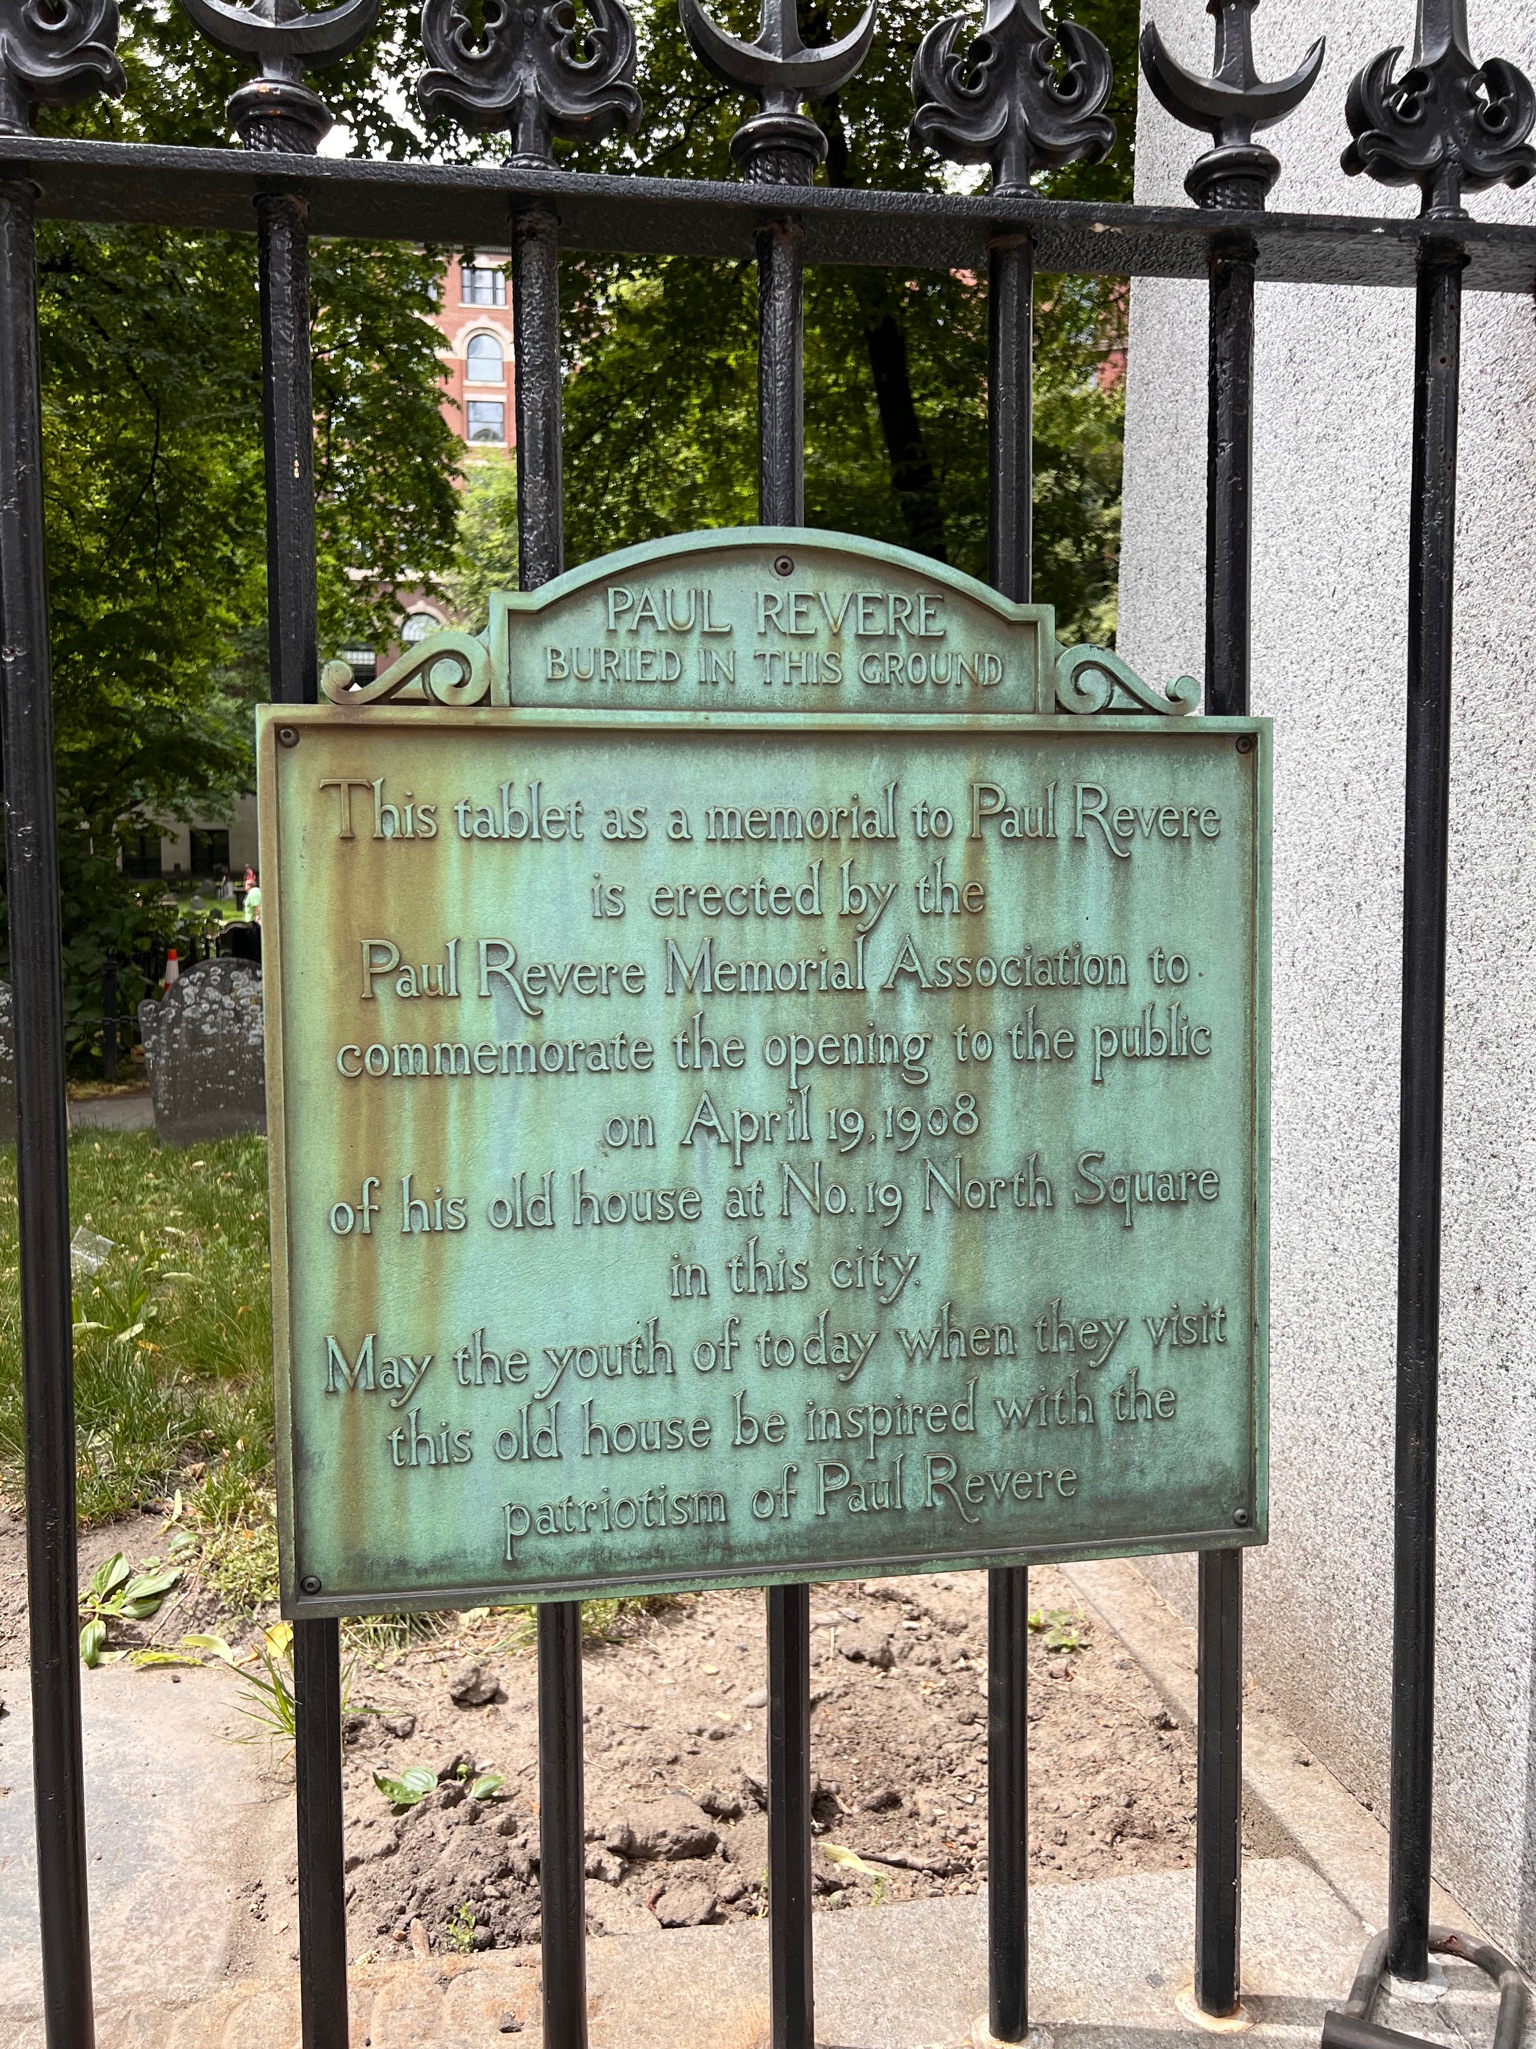 PAUL REVERE
BURIED IN THIS GROUND
This tablet as a memorial to Paul Revere
is erected by the
Paul Revere Memorial Association to
commemorate the opening to the public
on April 19, 1908
of his old house at No. 19 North Square
in this city.
May the youth of today when they visit
this old house be inspired with the
patriotism of Paul Revere